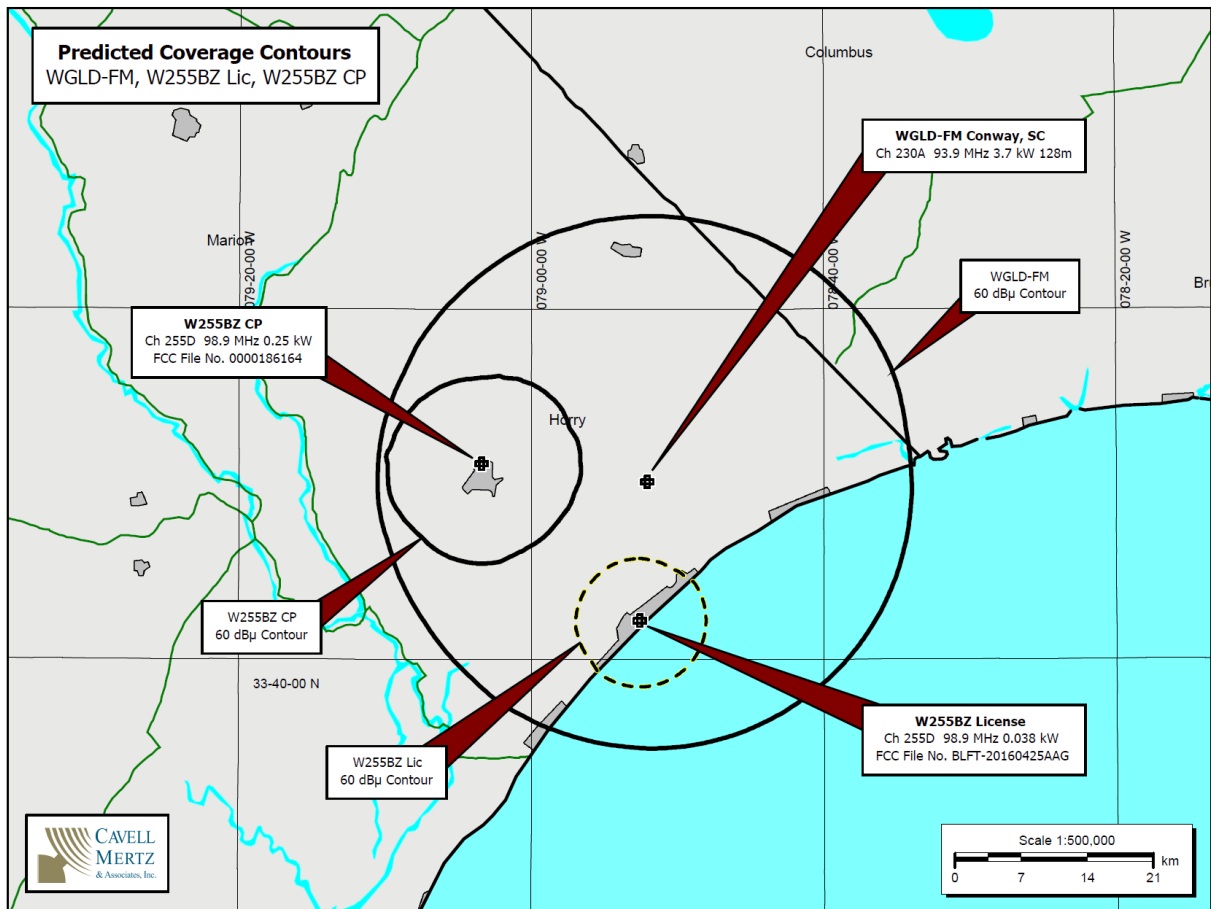 Predicted Coverage Contours
WGLD-FM, W255BZ Lic, W255BZ CP
Columbus
WGLD-FM Conway, SC
Ch 230A 93.9 MHz 3.7 kW 128m
Marion
079-20-00 W
079-00-00 W
078-40-00 W
078-20-00 W
WGLD-FM
60 dBµ Contour
Br
W255BZ CP
Ch 255D 98.9 MHz 0.25 kW
FCC File No. 0000186164
Horry
W255BZ CP
60 dBµ Contour
33-40-00 N
W255BZ License
Ch 255D 98.9 MHz 0.038 kW
FCC File No. BLFT-20160425AAG
W255BZ Lic
60 dBµ Contour
CAVELL
MERTZ
& Associates, Inc.
Scale 1:500,000
km
0 7 14 21